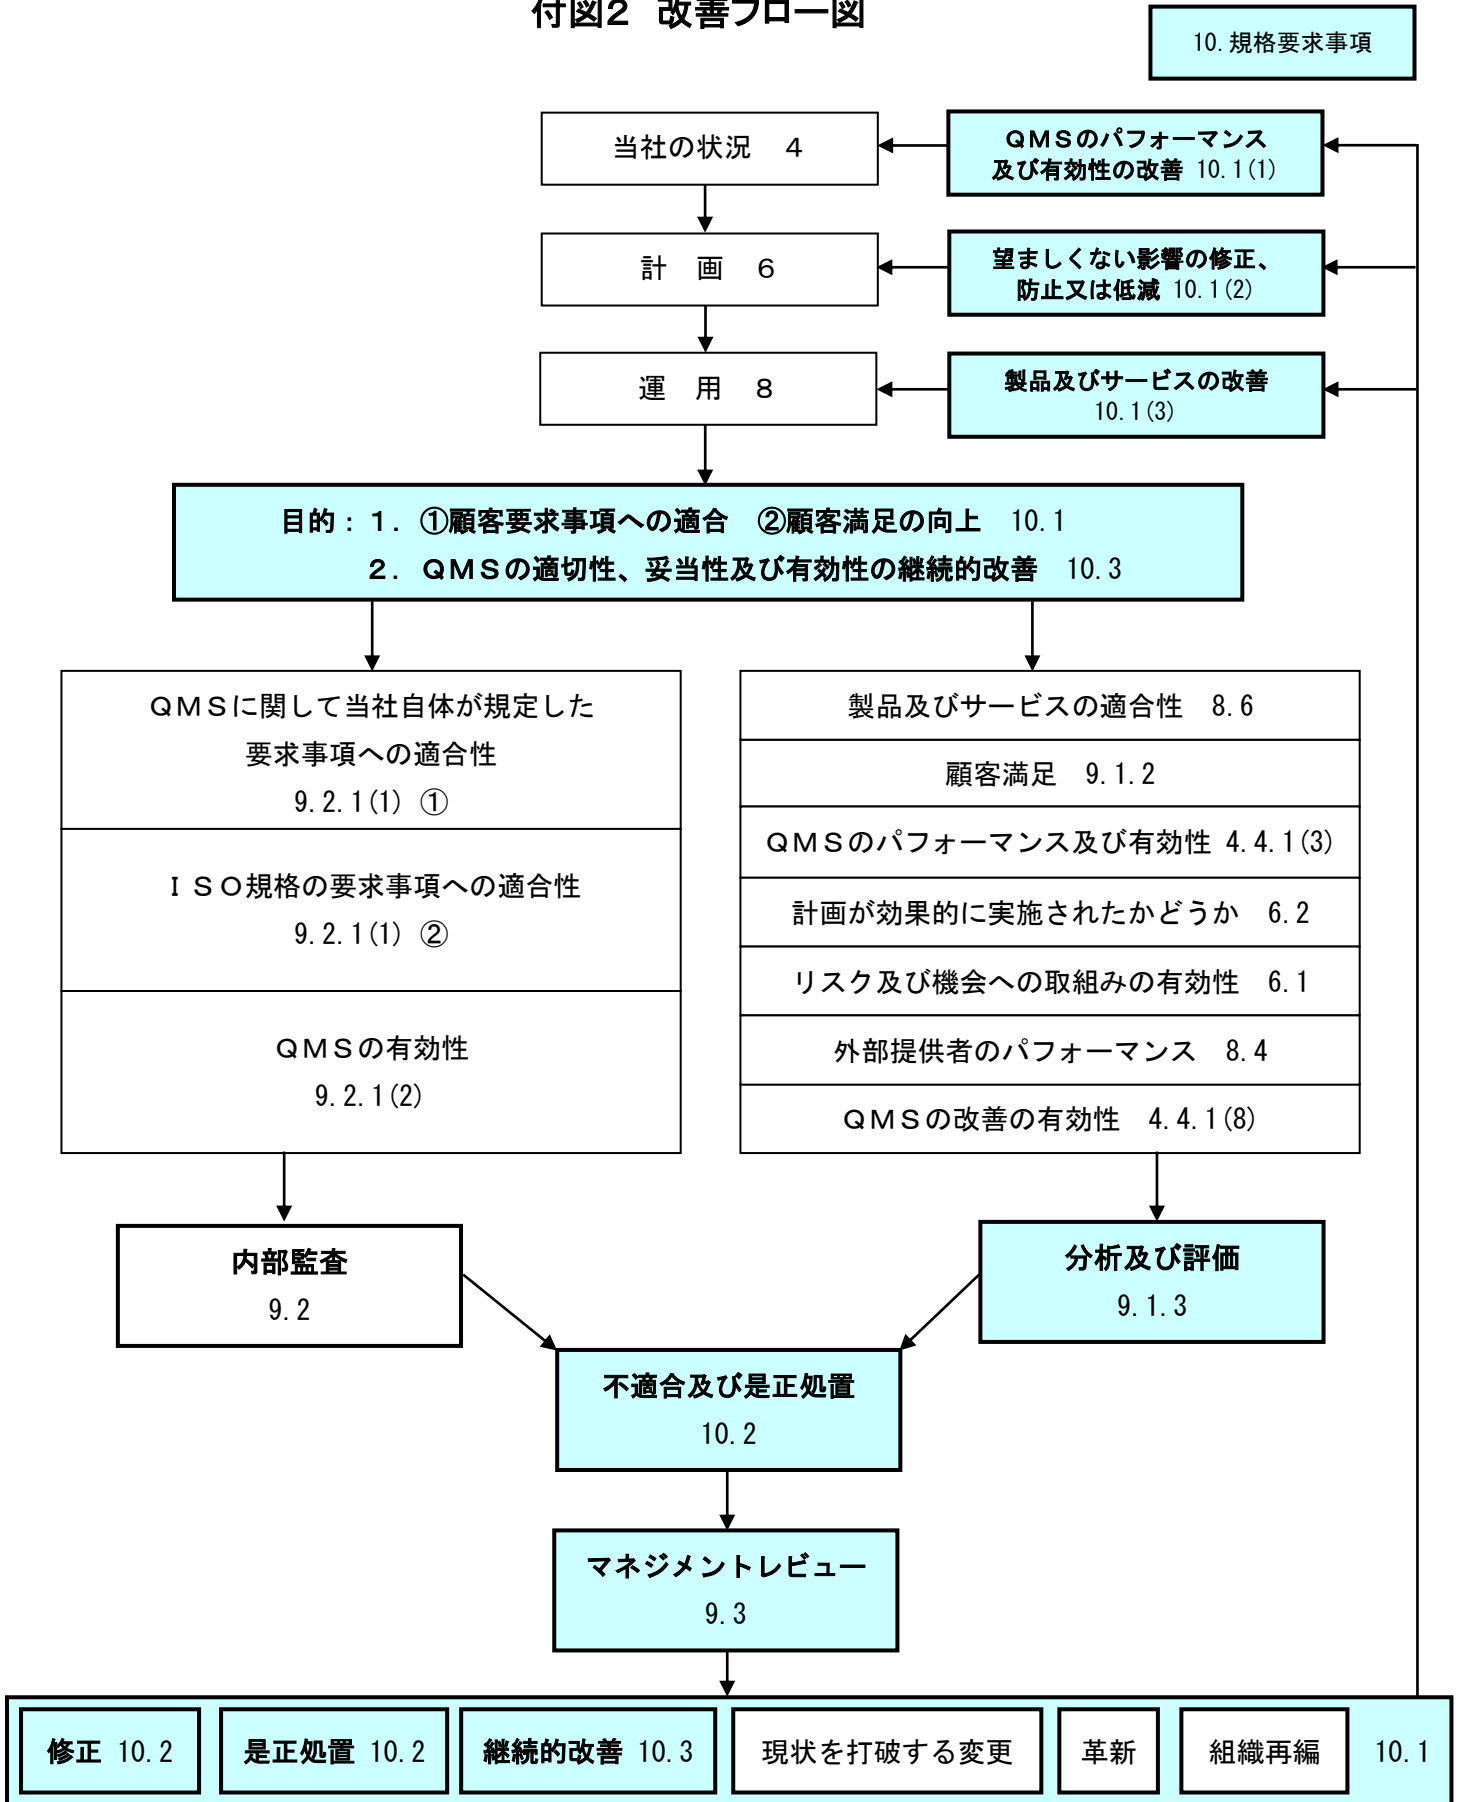 付図2　改善フロー図
10.規格要求事項
当社の状況　4
QMSのパフォーマンス
及び有効性の改善 10.1(1)
計　画　6
望ましくない影響の修正、
防止又は低減 10.1(2)
運　用　8
製品及びサービスの改善
10.1(3)
目的：1．①顧客要求事項への適合　②顧客満足の向上　10.1
2．QMSの適切性、妥当性及び有効性の継続的改善　10.3
QMSに関して当社自体が規定した
要求事項への適合性
9.2.1(1) ①
ISO規格の要求事項への適合性
9.2.1(1) ②
QMSの有効性
9.2.1(2)
製品及びサービスの適合性　8.6
顧客満足　9.1.2
QMSのパフォーマンス及び有効性 4.4.1(3)
計画が効果的に実施されたかどうか　6.2
リスク及び機会への取組みの有効性　6.1
外部提供者のパフォーマンス　8.4
QMSの改善の有効性　4.4.1(8)
内部監査
9.2
分析及び評価
9.1.3
不適合及び是正処置
10.2
マネジメントレビュー
9.3
修正 10.2　是正処置 10.2　継続的改善 10.3　現状を打破する変更　革新　組織再編　10.1